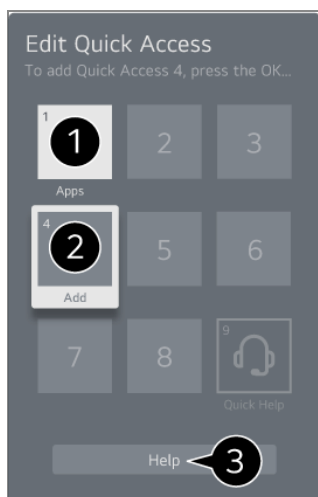 Edit Quick Access
To add Quick Access 4, press the OK...
1
1 2 3
Apps
4
2 5 6
Add
9
7 8
Quick Help
Help 3